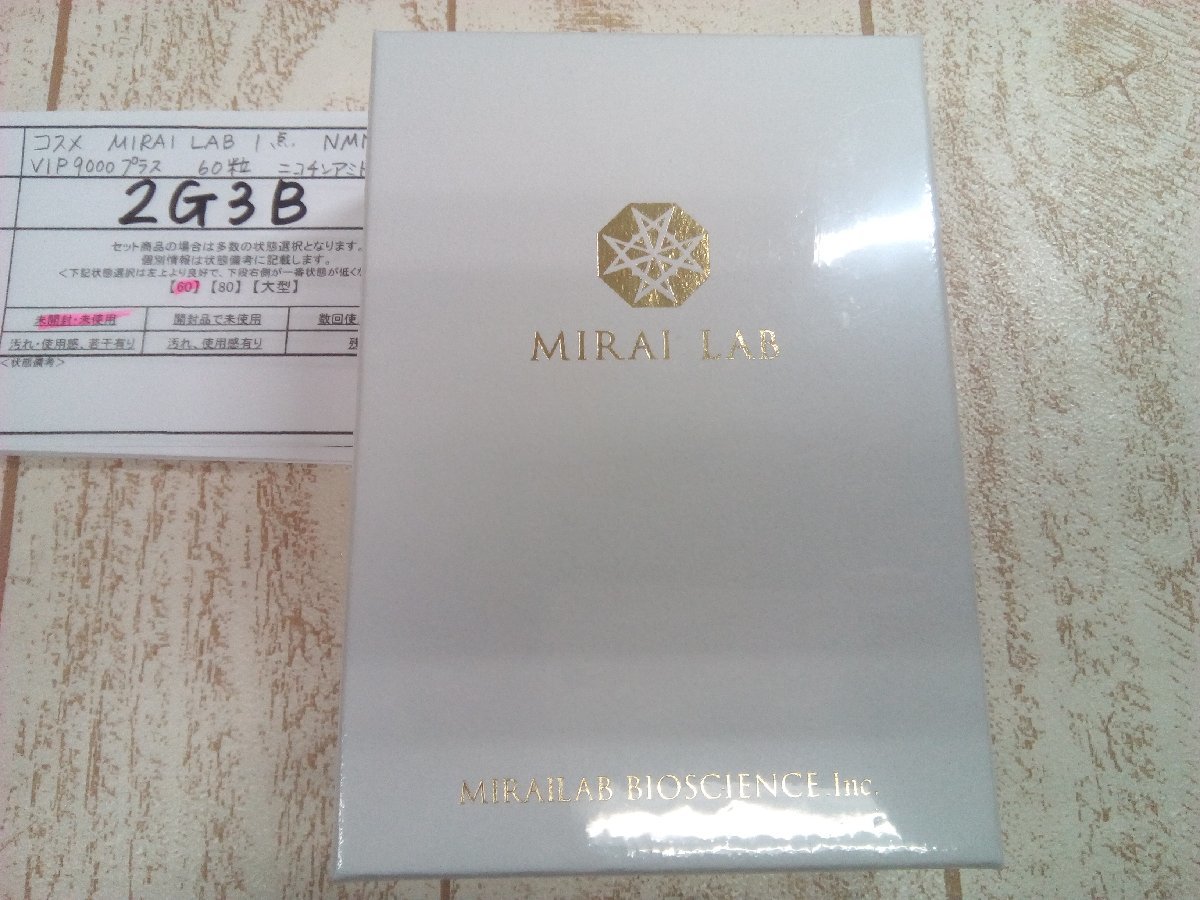 コスメ MIRAI LAB 1点 NMN
VIP9000プラス 60粒 ニコチンアミド
2G3B
セット商品の場合は多数の状態選択となります。
個別情報は状態備考に記載します。
＜下記状態選択は左上より良好で、下段右側が一番状態が低く
【60】【80】【大型】
未開封・未使用 開封品で未使用 数回使
汚れ・使用感、若干有り 汚れ、使用感有り
＜状態備考＞
MIRAI LAB
MIRAILAB BIOSCIENCE.Inc.